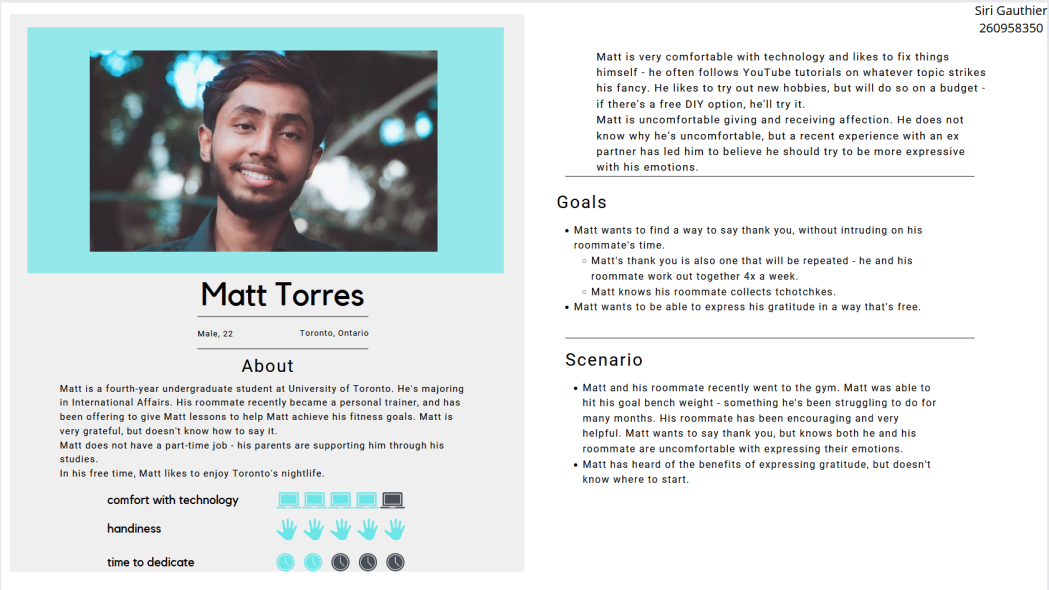 Siri Gauthier
260958350
Matt Torres
Male, 22
Toronto, Ontario
About
Matt is a fourth-year undergraduate student at University of Toronto. He's majoring
in International Affairs. His roommate recently became a personal trainer, and has
been offering to give Matt lessons to help Matt achieve his fitness goals. Matt is
very grateful, but doesn't know how to say it.
Matt does not have a part-time job - his parents are supporting him through his
studies.
In his free time, Matt likes to enjoy Toronto's nightlife.
comfort with technology
handiness
time to dedicate
Matt is very comfortable with technology and likes to fix things
himself - he often follows YouTube tutorials on whatever topic strikes
his fancy. He likes to try out new hobbies, but will do so on a budget -
if there's a free DIY option, he'll try it.
Matt is uncomfortable giving and receiving affection. He does not
know why he's uncomfortable, but a recent experience with an ex
partner has led him to believe he should try to be more expressive
with his emotions.
Goals
• Matt wants to find a way to say thank you, without intruding on his
roommate's time.
○ Matt's thank you is also one that will be repeated - he and his
roommate work out together 4x a week.
○ Matt knows his roommate collects tchotchkes.
• Matt wants to be able to express his gratitude in a way that's free.
Scenario
• Matt and his roommate recently went to the gym. Matt was able to
hit his goal bench weight - something he's been struggling to do for
many months. His roommate has been encouraging and very
helpful. Matt wants to say thank you, but knows both he and his
roommate are uncomfortable with expressing their emotions.
• Matt has heard of the benefits of expressing gratitude, but doesn't
know where to start.